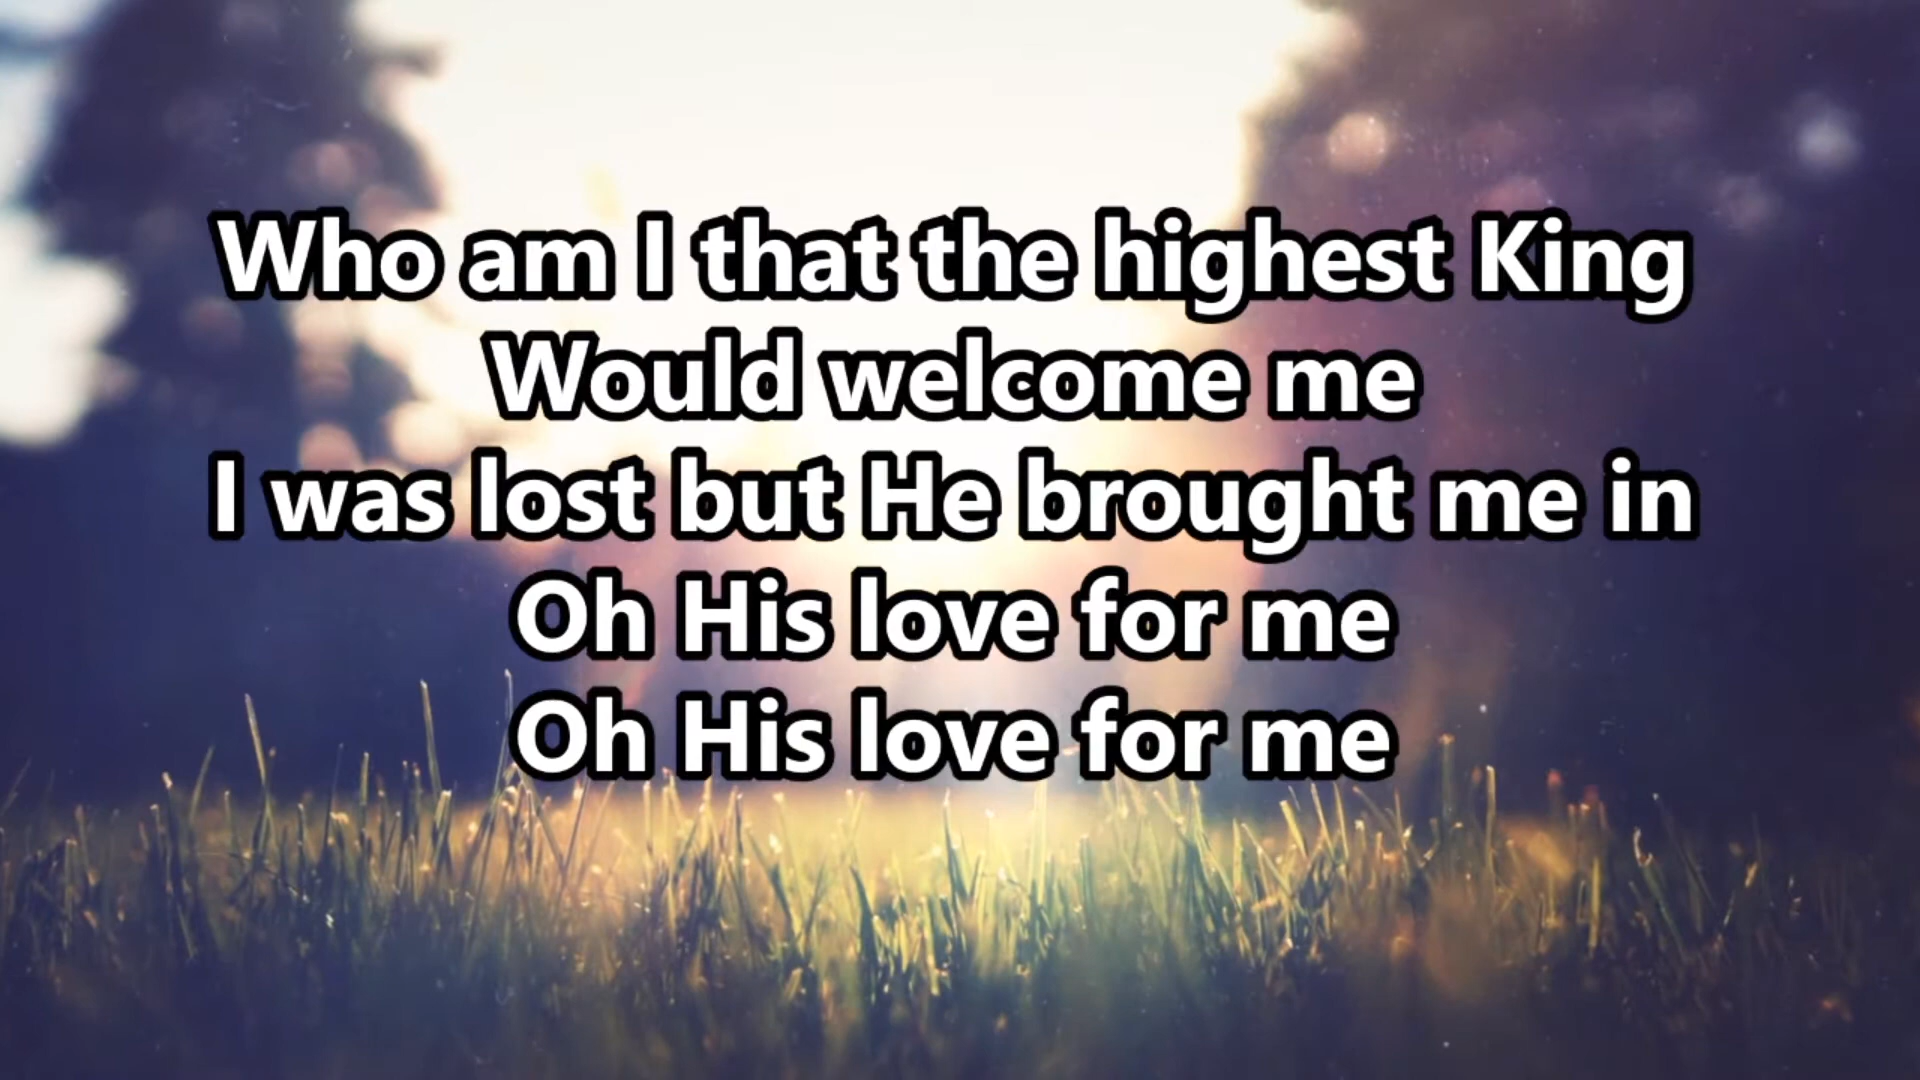 Who am I that the highest King
Would welcome me
I was lost but He brought me in
Oh His love for me
Oh His love for me